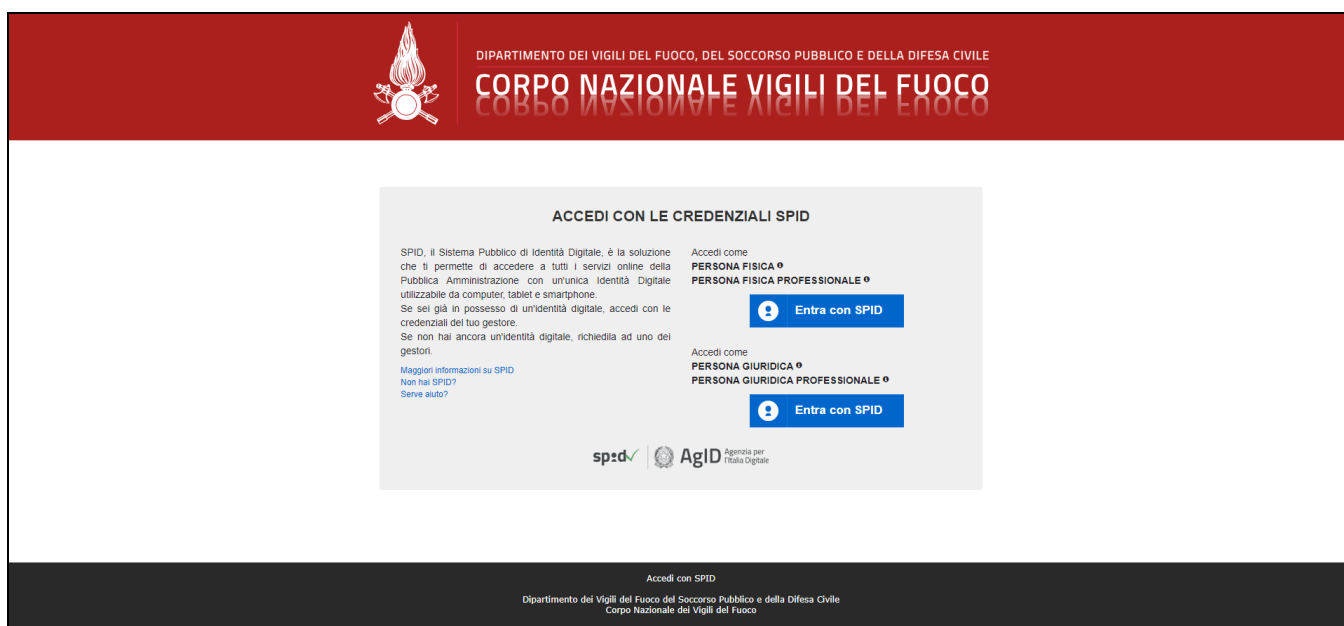 DIPARTIMENTO DEI VIGILI DEL FUOCO, DEL SOCCORSO PUBBLICO E DELLA DIFESA CIVILE
CORPO NAZIONALE VIGILI DEL FUOCO
ACCEDI CON LE CREDENZIALI SPID
SPID, il Sistema Pubblico di Identità Digitale, è la soluzione
che ti permette di accedere a tutti i servizi online della
Pubblica Amministrazione con un'unica Identità Digitale
utilizzabile da computer, tablet e smartphone.
Se sei già in possesso di un'identità digitale, accedi con le
credenziali del tuo gestore.
Se non hai ancora un'identità digitale, richiedila ad uno dei
gestori.
Maggiori informazioni su SPID
Non hai SPID?
Serve aiuto?
Accedi come
PERSONA FISICA
PERSONA FISICA PROFESSIONALE
Entra con SPID
Accedi come
PERSONA GIURIDICA
PERSONA GIURIDICA PROFESSIONALE
Entra con SPID
spid
AgID Agenzia per
l'Italia Digitale
Accedi con SPID
Dipartimento dei Vigili del Fuoco del Soccorso Pubblico e della Difesa Civile
Corpo Nazionale dei Vigili del Fuoco